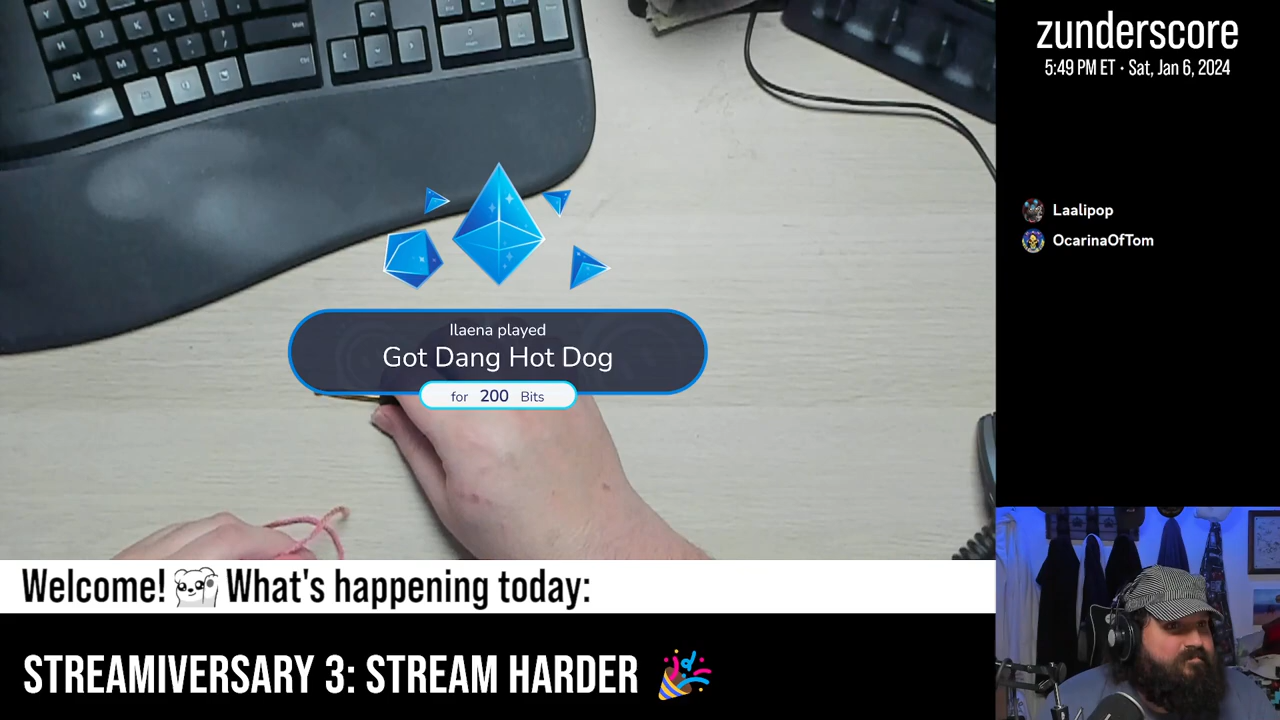 zunderscore
5:49 PM ET • Sat, Jan 6, 2024
Laalipop
OcarinaOfTom
Ilaena played
Got Dang Hot Dog
for 200 Bits
Welcome! What's happening today:
STREAMIVERSARY 3: STREAM HARDER